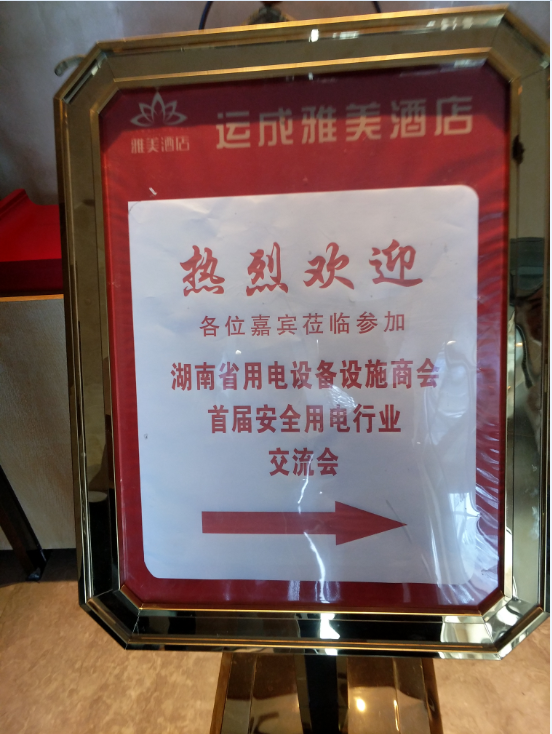 雅美酒店
运成雅美酒店
热烈欢迎
各位嘉宾莅临参加
湖南省用电设备设施商会
首届安全用电行业
交流会